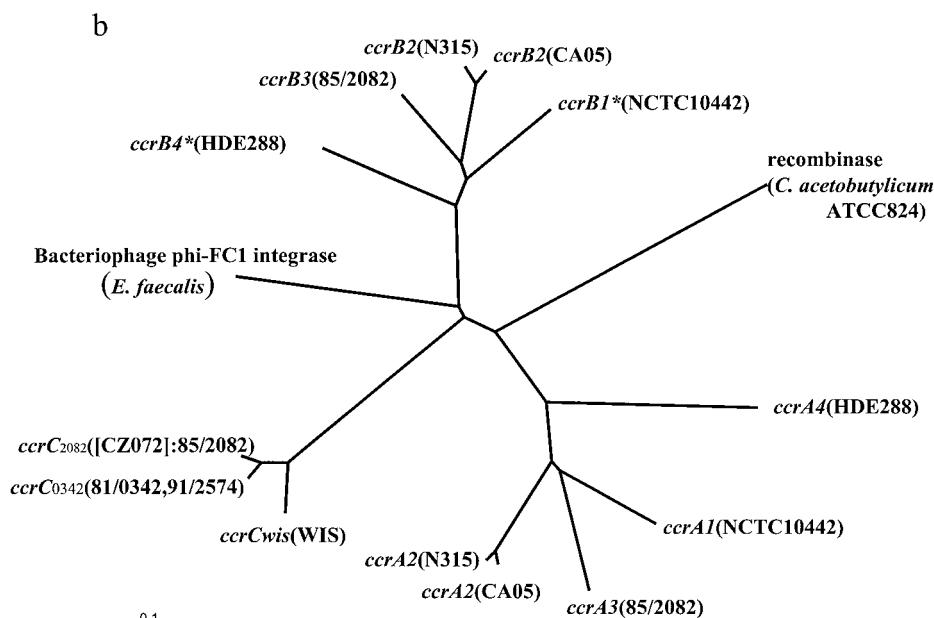 b
ccrB2(N315)
ccrB2(CA05)
ccrB3(85/2082)
ccrB1*(NCTC10442)
ccrB4*(HDE288)
recombinase
(C. acetobutylicum
ATCC824)
Bacteriophage phi-FC1 integrase
(E. faecalis)
ccrA4(HDE288)
ccrC2082([CZ072]:85/2082)
ccrC0342(81/0342,91/2574)
ccrCwis(WIS)
ccrA1(NCTC10442)
ccrA2(N315)
ccrA2(CA05)
ccrA3(85/2082)
0.1